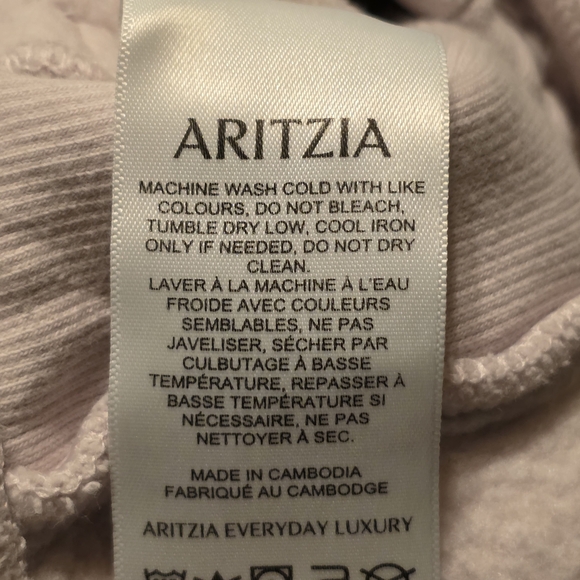 ARITZIA
MACHINE WASH COLD WITH LIKE
COLOURS, DO NOT BLEACH,
TUMBLE DRY LOW, COOL IRON
ONLY IF NEEDED, DO NOT DRY
CLEAN.
LAVER À LA MACHINE À L'EAU
FROIDE AVEC COULEURS
SEMBLABLES, NE PAS
JAVELISER, SÉCHER PAR
CULBUTAGE À BASSE
TEMPÉRATURE, REPASSER À
BASSE TEMPÉRATURE SI
NÉCESSAIRE, NE PAS
NETTOYER À SEC.
MADE IN CAMBODIA
FABRIQUÉ AU CAMBODGE
ARITZIA EVERYDAY LUXURY